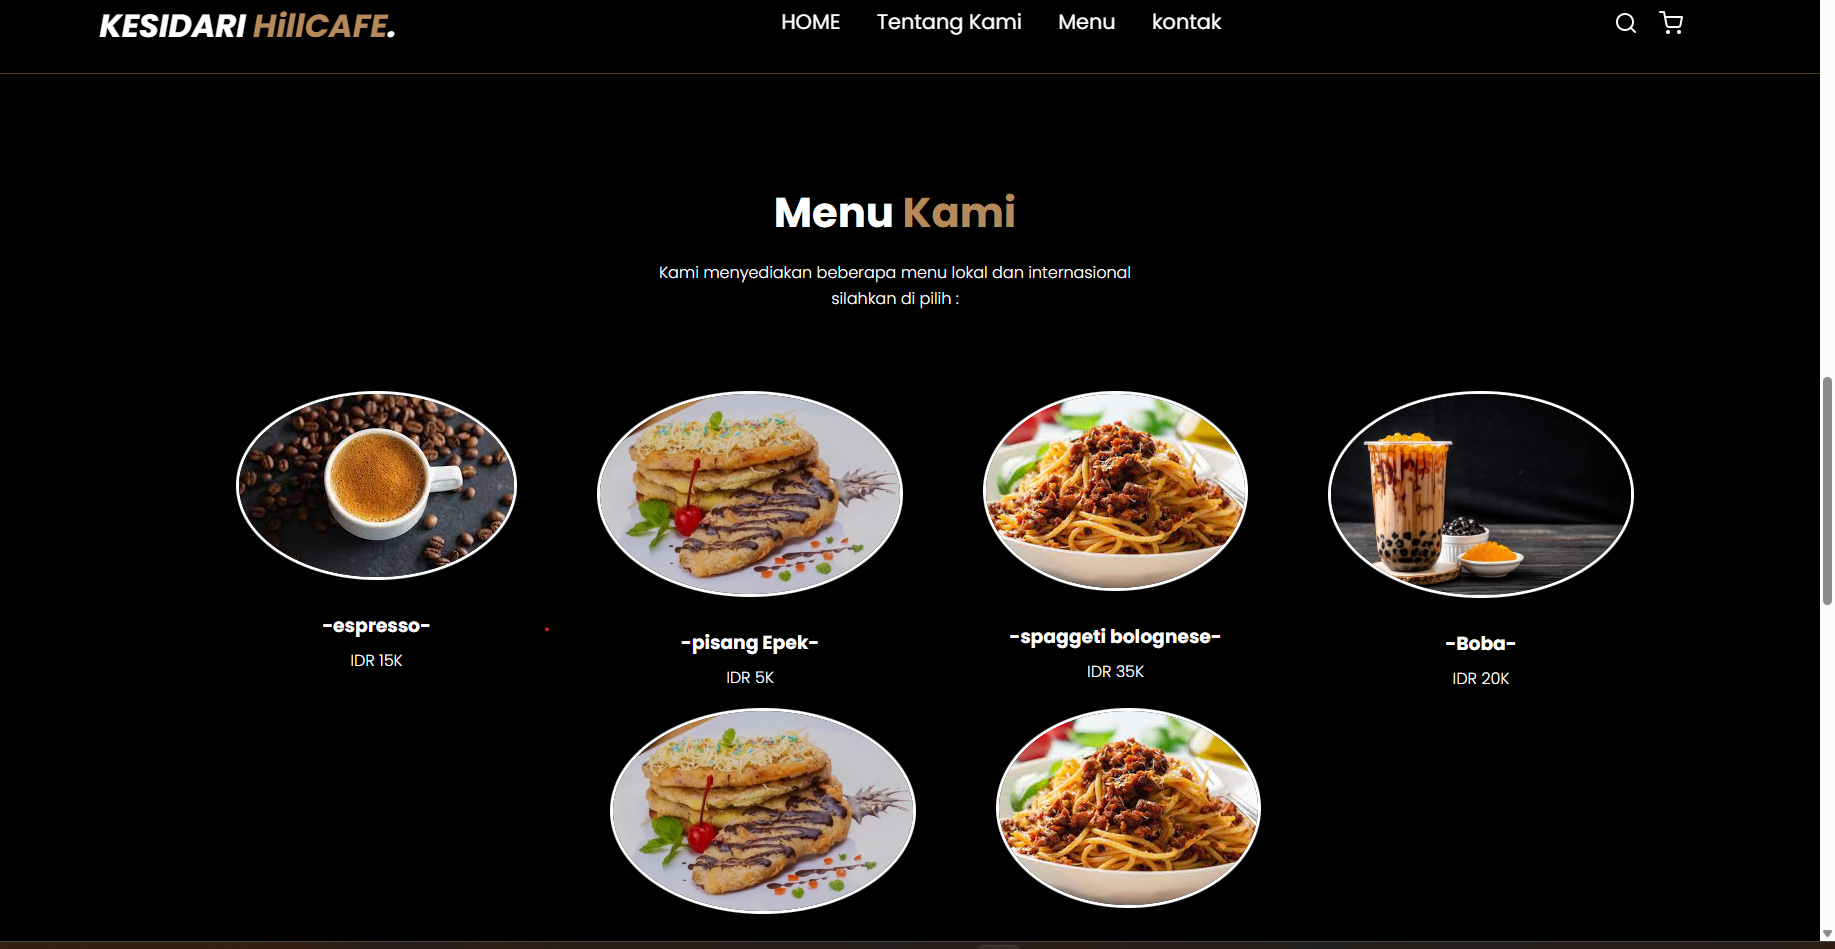 KESIDARI HillCAFE.
HOME
Tentang Kami
Menu
kontak
Menu Kami
Kami menyediakan beberapa menu lokal dan internasional
silahkan di pilih :
-espresso-
IDR 15K
-pisang Epek-
IDR 5K
-spaggeti bolognese-
IDR 35K
-Boba-
IDR 20K